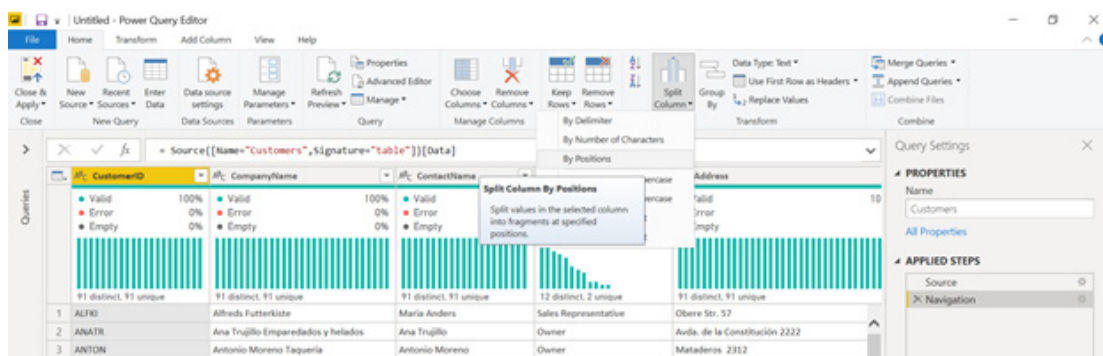 Untitled - Power Query Editor
File Home Transform Add Column View Help
Close & Apply
New Source
Recent Sources
Enter Data
Data source settings
Manage Parameters
Refresh Preview
Properties
Advanced Editor
Manage
Choose Columns
Remove Columns
Keep Rows
Remove Rows
Split Column
Group By
Data Type: Text
Use First Row as Headers
Replace Values
Merge Queries
Append Queries
Combine Files
Close New Query Data Sources Parameters Query Manage Columns Transform Combine
By Delimiter
By Number of Characters
By Positions
Split Column By Positions
Split values in the selected column
into fragments at specified
positions.
fx = Source{[Name="Customers",Signature="table"]}[Data]
Queries
CustomerID CompanyName ContactName Address
Valid 100% Valid 100% Valid
Error 0% Error 0% Error
Empty 0% Empty 0% Empty
91 distinct, 91 unique 91 distinct, 91 unique 91 distinct, 91 unique 12 distinct, 2 unique 91 distinct, 91 unique
1 ALFKI Alfreds Futterkiste Maria Anders Sales Representative Obere Str. 57
2 ANATR Ana Trujillo Emparedados y helados Ana Trujillo Owner Avda. de la Constitución 2222
3 ANTON Antonio Moreno Taquería Antonio Moreno Owner Mataderos 2312
Query Settings
PROPERTIES
Name
Customers
All Properties
APPLIED STEPS
Source
Navigation